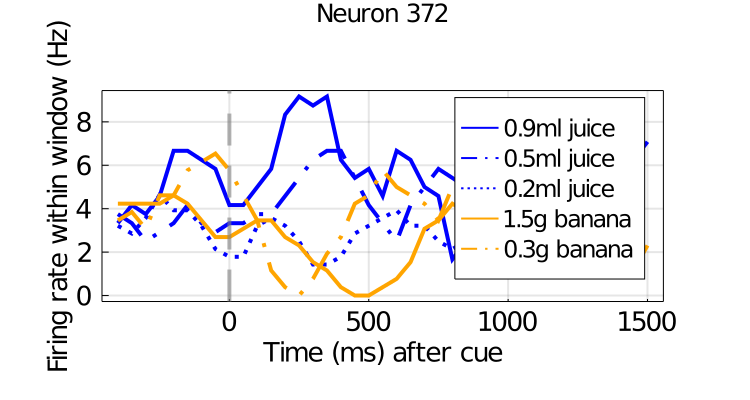 Neuron 372
Firing rate within window (Hz)
8
6
4
2
0
0.9ml juice
0.5ml juice
0.2ml juice
1.5g banana
0.3g banana
0 500 1000 1500
Time (ms) after cue